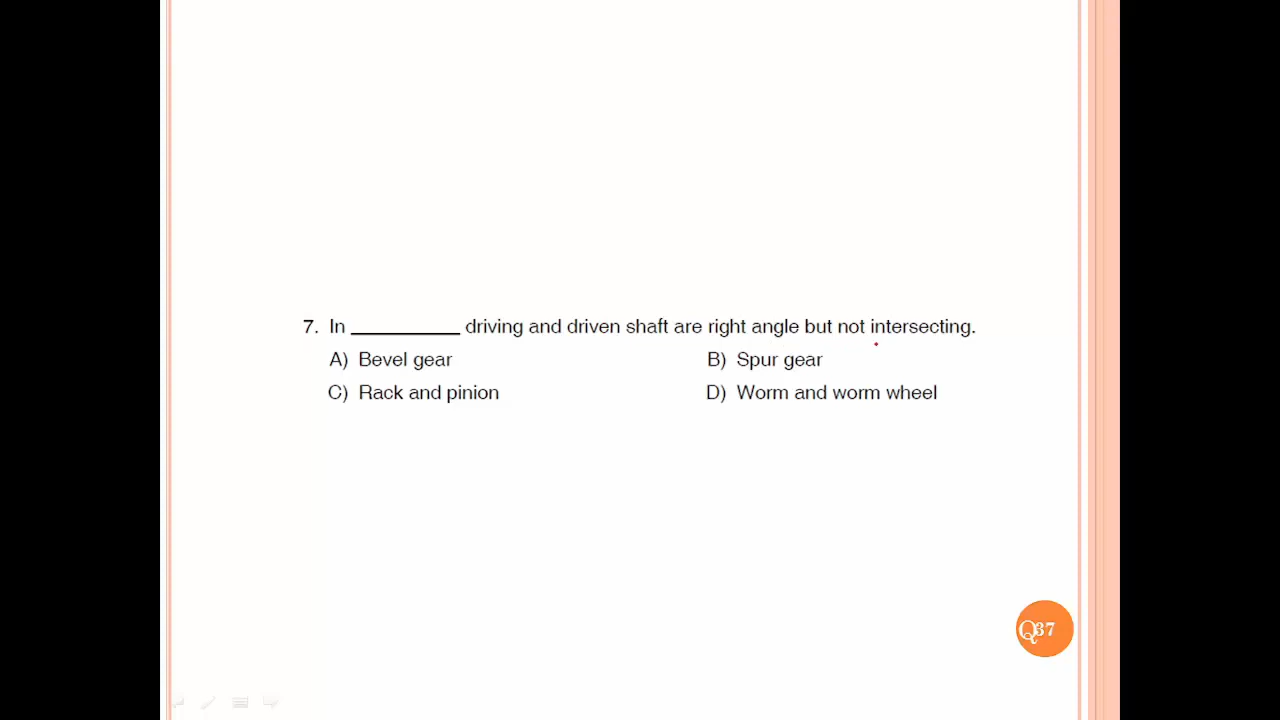 7. In __________ driving and driven shaft are right angle but not intersecting.
A) Bevel gear B) Spur gear
C) Rack and pinion D) Worm and worm wheel
Q37